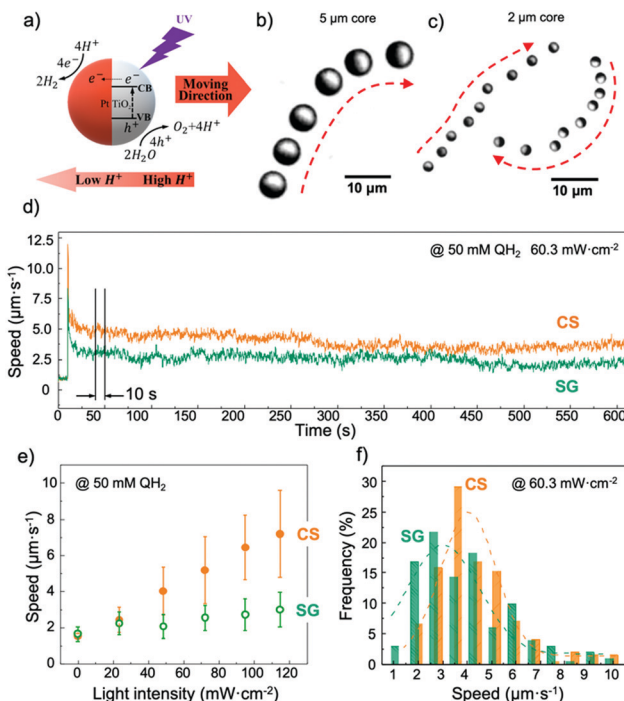 a)
UV
4H⁺
4e⁻
2H₂
e⁻ e⁻
CB
Pt TiO₂
VB
h⁺
O₂+4H⁺
4h⁺
2H₂O
Moving
Direction
Low H⁺ High H⁺
b) 5 µm core
10 µm
c) 2 µm core
10 µm
d)
@ 50 mM QH₂ 60.3 mW·cm⁻²
Speed (µm·s⁻¹)
12.5
10.0
7.5
5.0
2.5
0
CS
SG
10 s
0 50 100 150 200 250 300 350 400 450 500 550 600
Time (s)
e)
@ 50 mM QH₂
Speed (µm·s⁻¹)
10
8
6
4
2
0
CS
SG
0 20 40 60 80 100 120
Light intensity (mW·cm⁻²)
f)
@ 60.3 mW·cm⁻²
Frequency (%)
30
25
20
15
10
5
0
CS
SG
1 2 3 4 5 6 7 8 9 10
Speed (µm·s⁻¹)